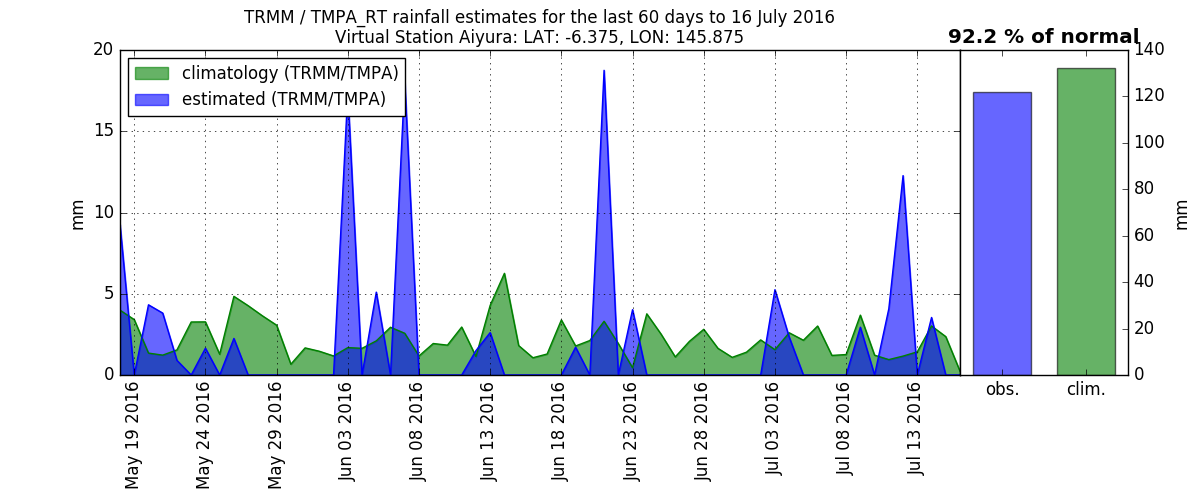 TRMM / TMPA_RT rainfall estimates for the last 60 days to 16 July 2016
Virtual Station Aiyura: LAT: -6.375, LON: 145.875
92.2 % of normal
climatology (TRMM/TMPA)
estimated (TRMM/TMPA)
20
15
10
5
0
mm
140
120
100
80
60
40
20
0
mm
May 19 2016
May 24 2016
May 29 2016
Jun 03 2016
Jun 08 2016
Jun 13 2016
Jun 18 2016
Jun 23 2016
Jun 28 2016
Jul 03 2016
Jul 08 2016
Jul 13 2016
obs.
clim.